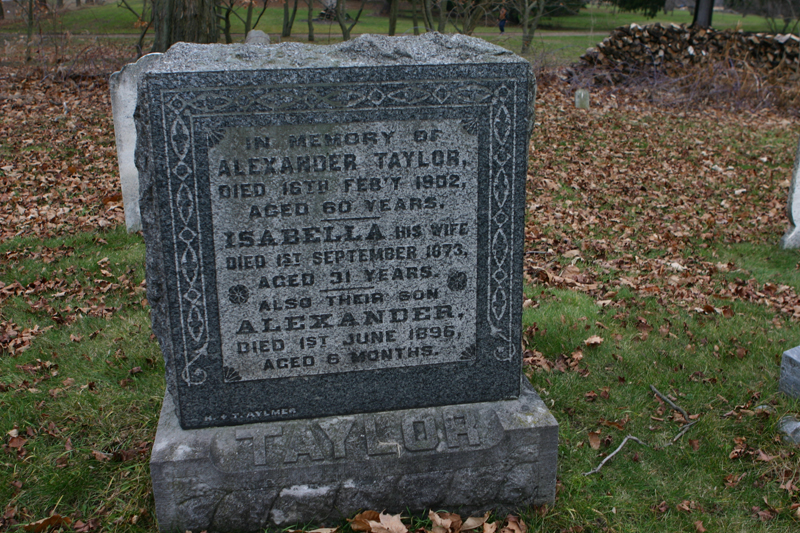 IN MEMORY OF
ALEXANDER TAYLOR,
DIED 16TH FEB'Y 1902,
AGED 60 YEARS.
ISABELLA HIS WIFE
DIED 1ST SEPTEMBER 1873,
AGED 31 YEARS.
ALSO THEIR SON
ALEXANDER,
DIED 1ST JUNE 1896,
AGED 6 MONTHS.
+ T. AYLMER
TAYLOR